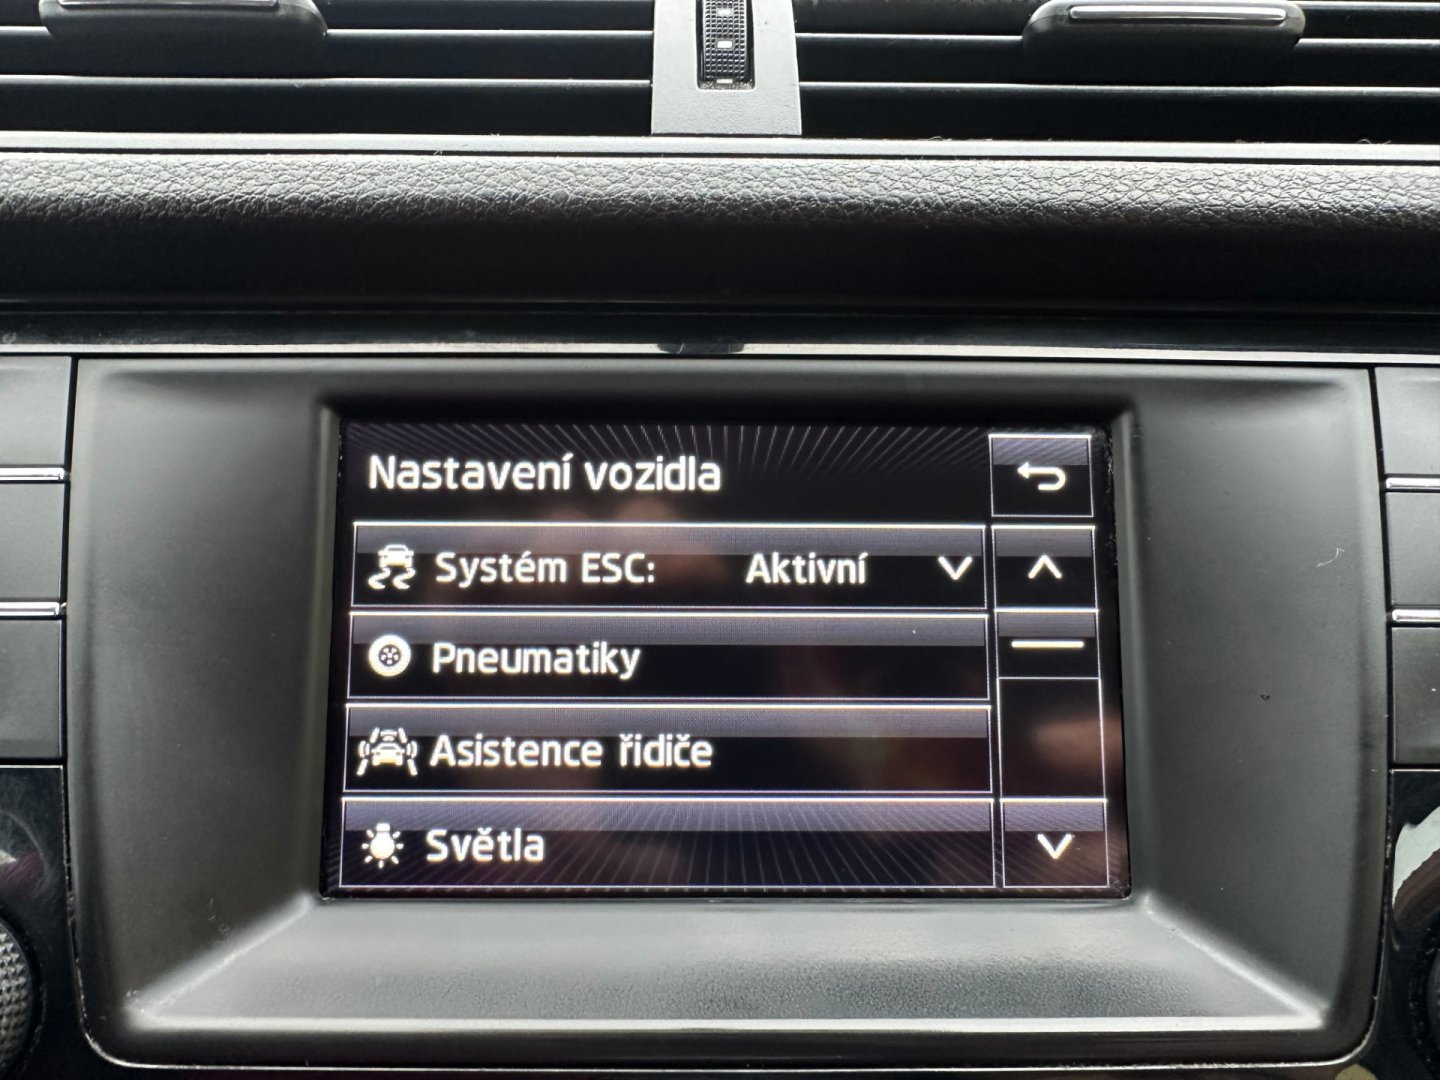 Nastavení vozidla
Systém ESC: Aktivní
Pneumatiky
Asistence řidiče
Světla